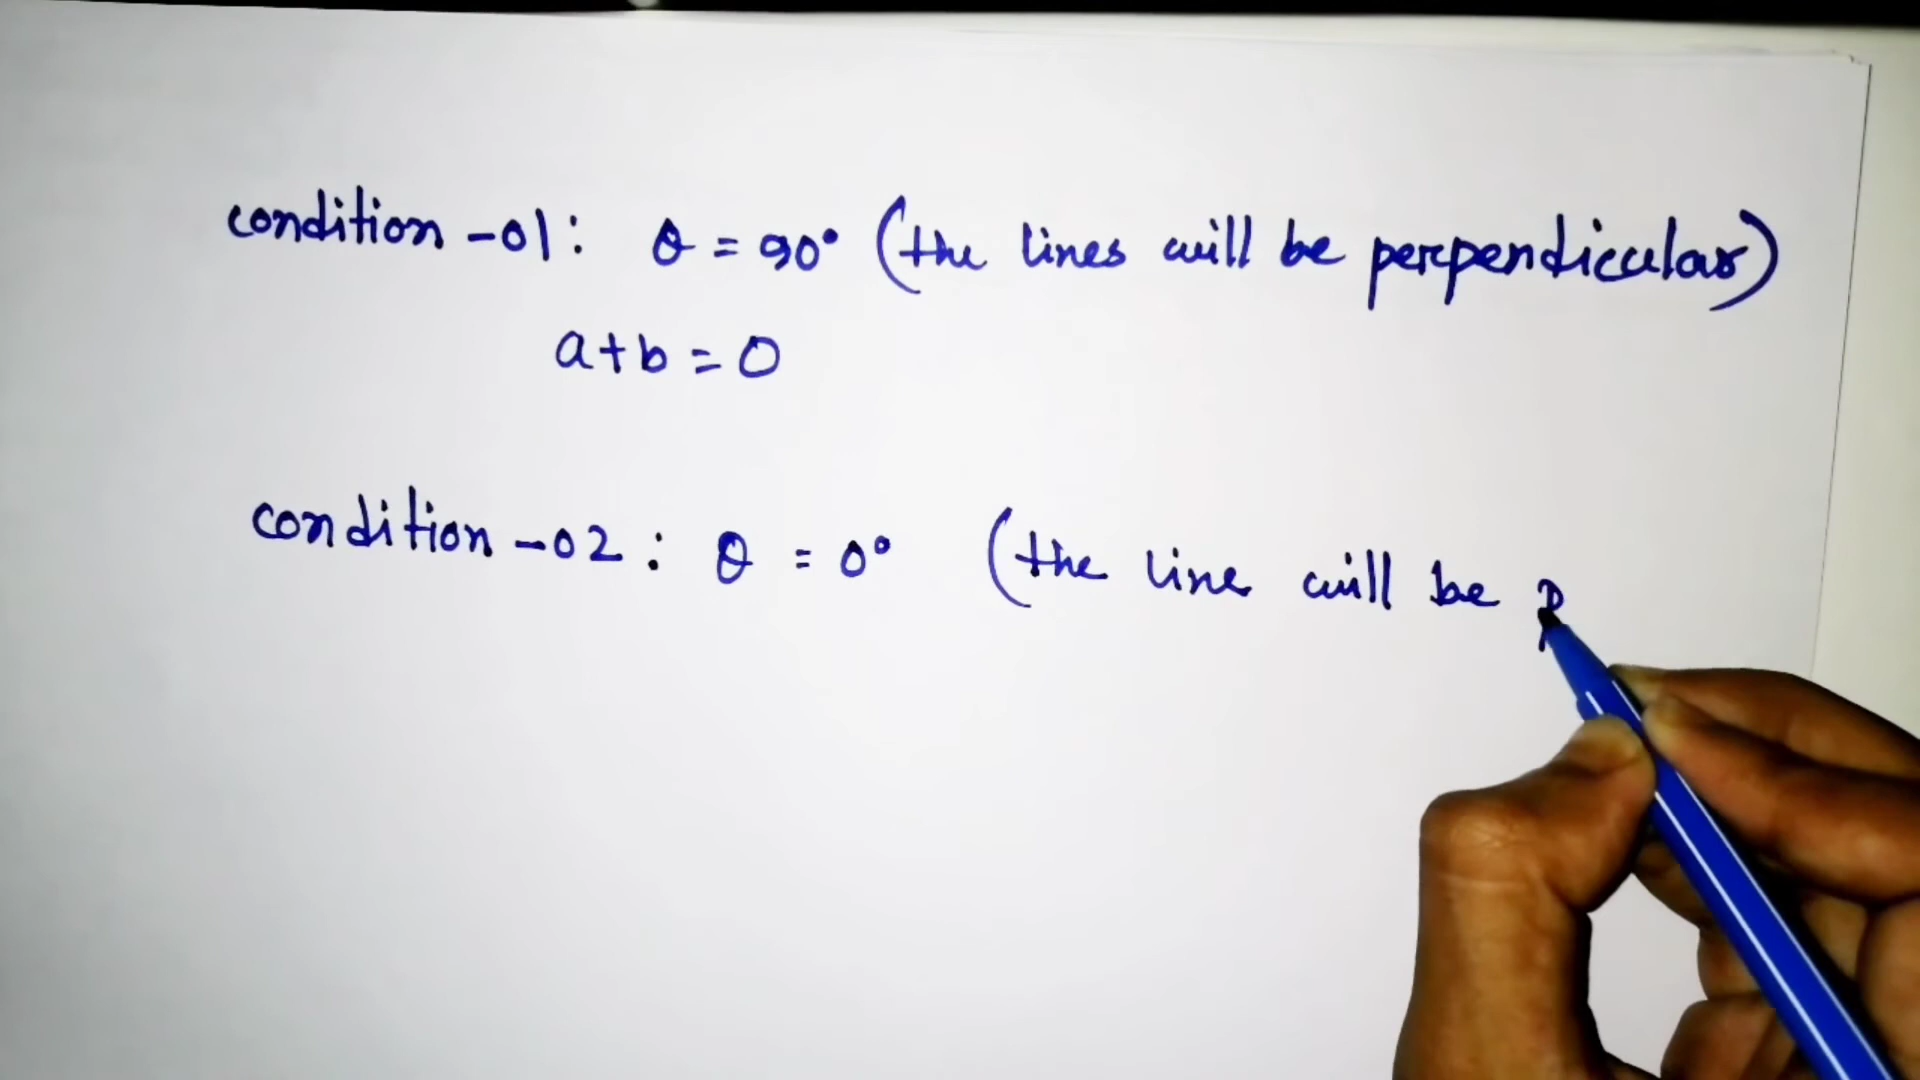 condition -01: θ = 90° (the lines will be perpendicular)
a+b=0
condition -02: θ = 0° (the line will be p